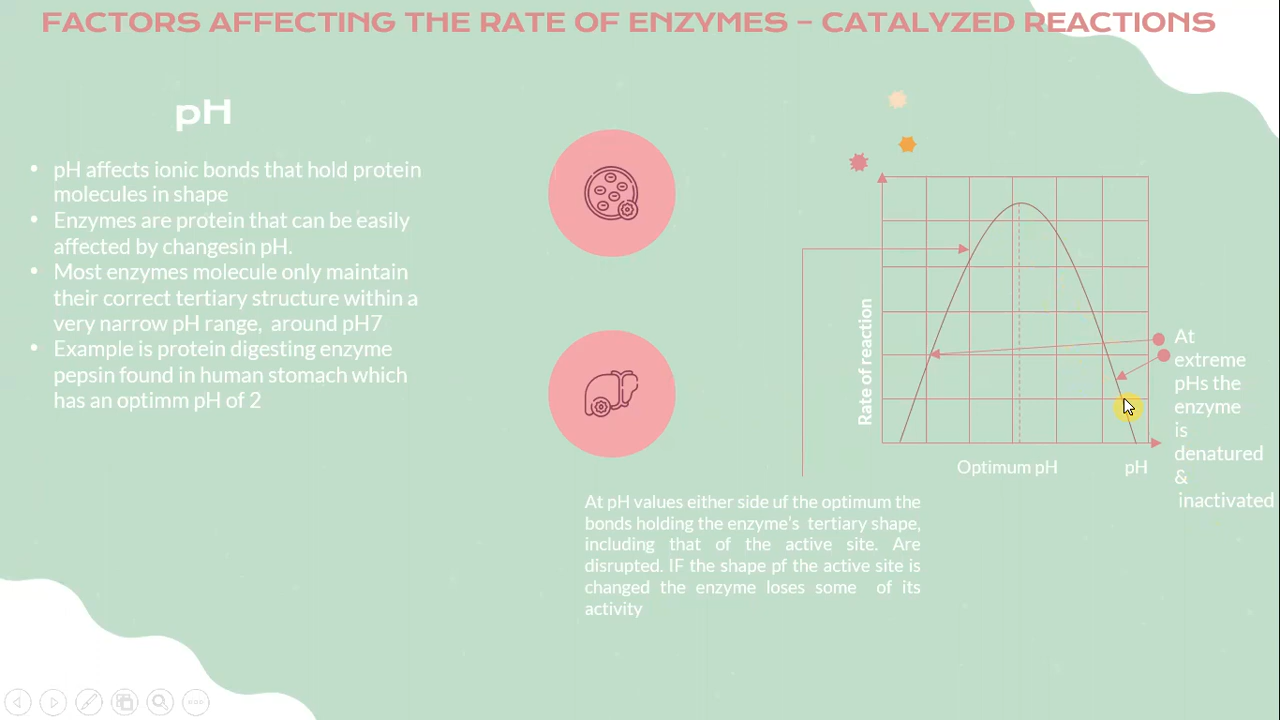 FACTORS AFFECTING THE RATE OF ENZYMES – CATALYZED REACTIONS
pH
• pH affects ionic bonds that hold protein
molecules in shape
• Enzymes are protein that can be easily
affected by changesin pH.
• Most enzymes molecule only maintain
their correct tertiary structure within a
very narrow pH range, around pH7
• Example is protein digesting enzyme
pepsin found in human stomach which
has an optimm pH of 2
Rate of reaction
Optimum pH
pH
At
extreme
pHs the
enzyme
is
denatured
&
inactivated
At pH values either side uf the optimum the
bonds holding the enzyme's tertiary shape,
including that of the active site. Are
disrupted. IF the shape pf the active site is
changed the enzyme loses some of its
activity